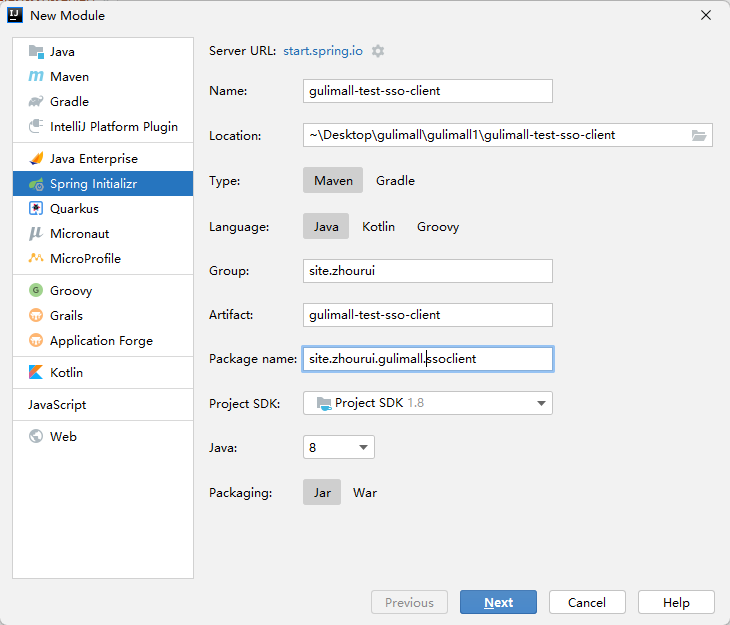 New Module
Java
Maven
Gradle
IntelliJ Platform Plugin
Java Enterprise
Spring Initializr
Quarkus
Micronaut
MicroProfile
Groovy
Grails
Application Forge
Kotlin
JavaScript
Web
Server URL: start.spring.io
Name: gulimall-test-sso-client
Location: ~\Desktop\gulimall\gulimall1\gulimall-test-sso-client
Type: Maven Gradle
Language: Java Kotlin Groovy
Group: site.zhourui
Artifact: gulimall-test-sso-client
Package name: site.zhourui.gulimall.ssoclient
Project SDK: Project SDK 1.8
Java: 8
Packaging: Jar War
Previous Next Cancel Help